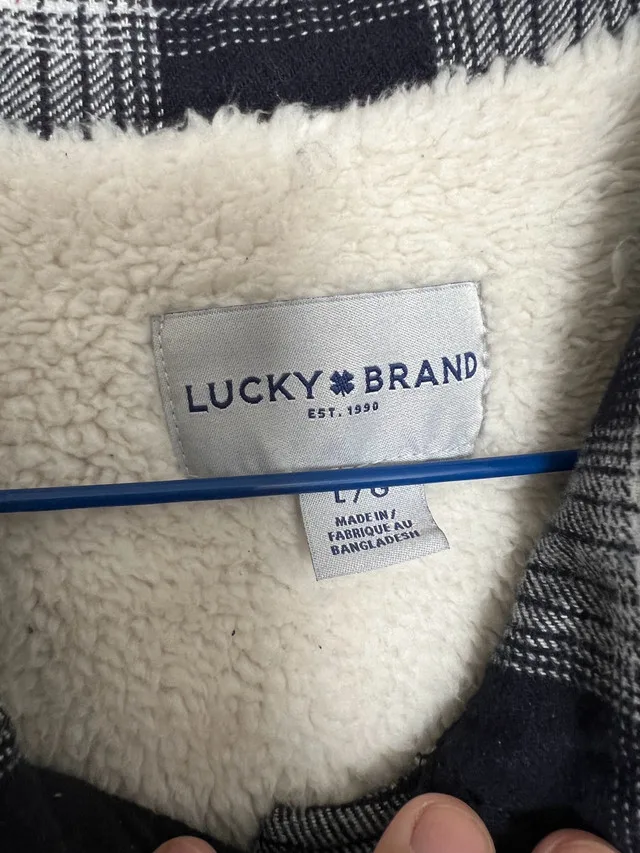 LUCKY BRAND
EST. 1990
L/G
MADE IN/
FABRIQUE AU
BANGLADESH